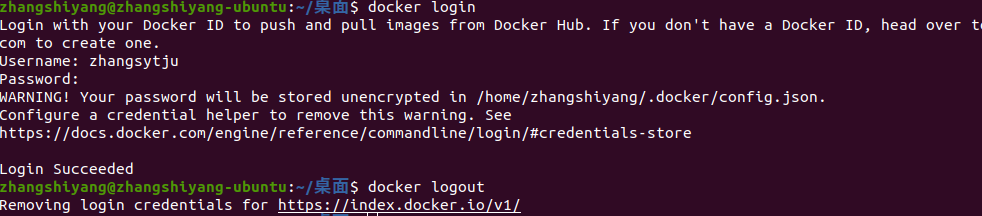 zhangshiyang@zhangshiyang-ubuntu:~/桌面$ docker login
Login with your Docker ID to push and pull images from Docker Hub. If you don't have a Docker ID, head over
com to create one.
Username: zhangsytju
Password:
WARNING! Your password will be stored unencrypted in /home/zhangshiyang/.docker/config.json.
Configure a credential helper to remove this warning. See
https://docs.docker.com/engine/reference/commandline/login/#credentials-store
Login Succeeded
zhangshiyang@zhangshiyang-ubuntu:~/桌面$ docker logout
Removing login credentials for https://index.docker.io/v1/